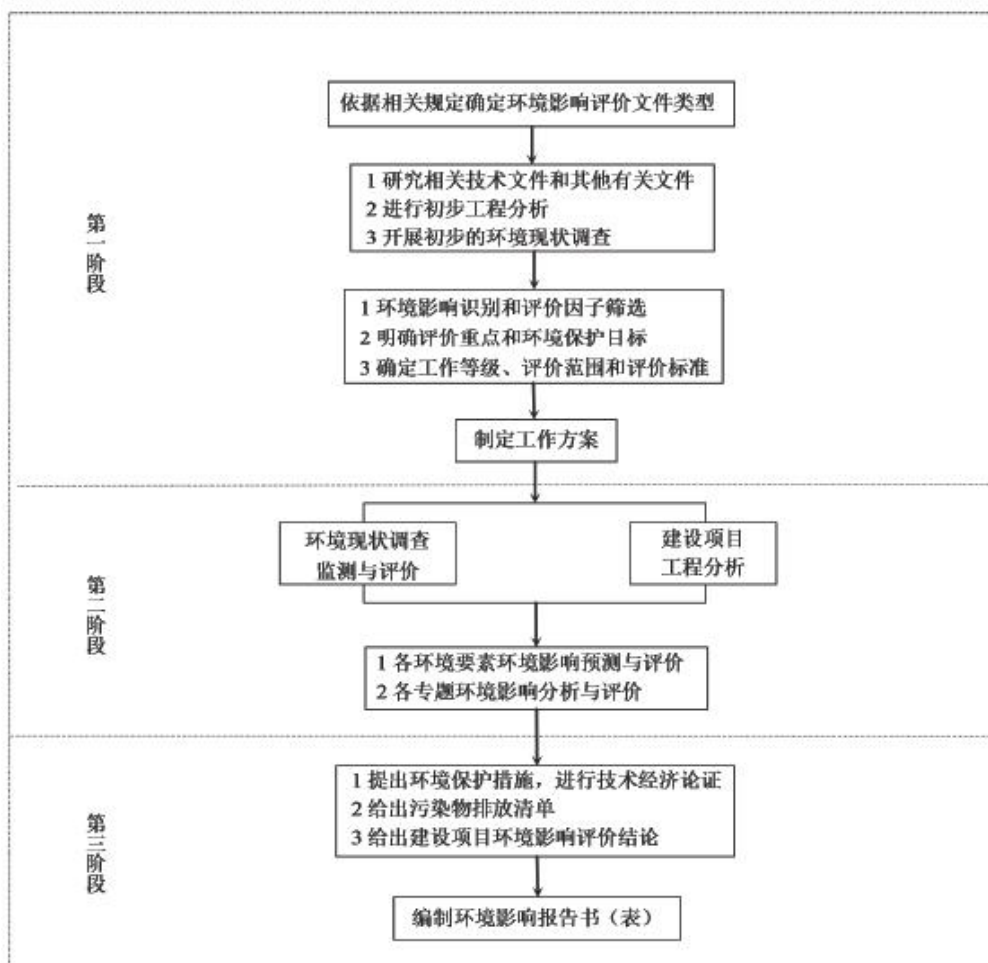 依据相关规定确定环境影响评价文件类型
1 研究相关技术文件和其他有关文件
2 进行初步工程分析
3 开展初步的环境现状调查
第一阶段
1 环境影响识别和评价因子筛选
2 明确评价重点和环境保护目标
3 确定工作等级、评价范围和评价标准
制定工作方案
环境现状调查
监测与评价
建设项目
工程分析
第二阶段
1 各环境要素环境影响预测与评价
2 各专题环境影响分析与评价
1 提出环境保护措施，进行技术经济论证
2 给出污染物排放清单
3 给出建设项目环境影响评价结论
第三阶段
编制环境影响报告书（表）